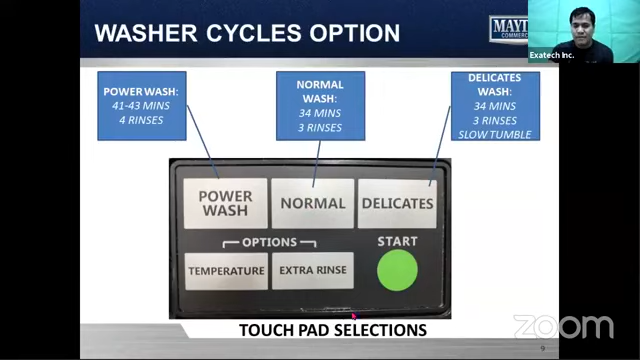 WASHER CYCLES OPTION
MAYT
COMMERC
Exatech Inc.
POWER WASH:
41-43 MINS
4 RINSES
NORMAL
WASH:
34 MINS
3 RINSES
DELICATES
WASH:
34 MINS
3 RINSES
SLOW TUMBLE
POWER
WASH
NORMAL
DELICATES
OPTIONS
START
TEMPERATURE
EXTRA RINSE
TOUCH PAD SELECTIONS
zoom
9